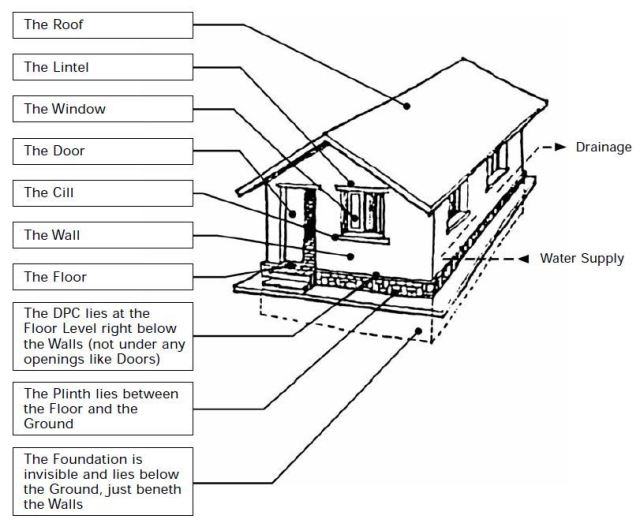 The Roof
The Lintel
The Window
The Door
The Cill
The Wall
The Floor
The DPC lies at the
Floor Level right below
the Walls (not under any
openings like Doors)
The Plinth lies between
the Floor and the
Ground
The Foundation is
invisible and lies below
the Ground, just beneth
the Walls
Drainage
Water Supply